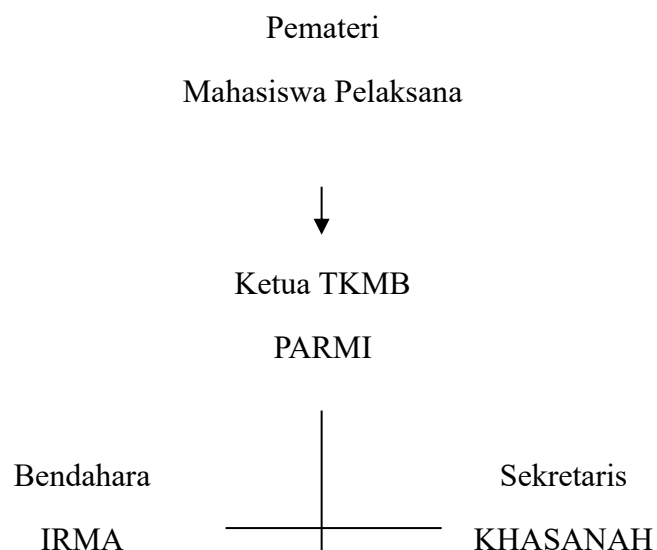 Pemateri
Mahasiswa Pelaksana
Ketua TKMB
PARMI
Bendahara
IRMA
Sekretaris
KHASANAH